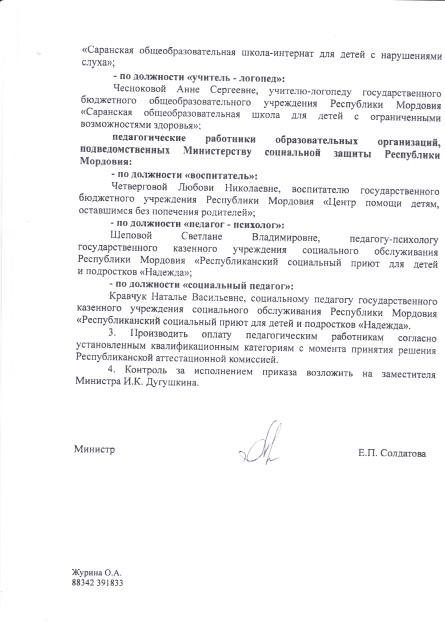 «Саранская общеобразовательная школа-интернат для детей с нарушениями
слуха»;
- по должности «учитель - логопед»:
Чесноковой Анне Сергеевне, учителю-логопеду государственного
бюджетного общеобразовательного учреждения Республики Мордовия
«Саранская общеобразовательная школа для детей с ограниченными
возможностями здоровья»;
педагогические работники образовательных организаций,
подведомственных Министерству социальной защиты Республики
Мордовия:
- по должности «воспитатель»:
Четверговой Любови Николаевне, воспитателю государственного
бюджетного учреждения Республики Мордовия «Центр помощи детям,
оставшимся без попечения родителей»;
- по должности «педагог - психолог»:
Шеповой Светлане Владимировне, педагогу-психологу
государственного казенного учреждения социального обслуживания
Республики Мордовия «Республиканский социальный приют для детей
и подростков «Надежда»;
- по должности «социальный педагог»:
Кравчук Наталье Васильевне, социальному педагогу государственного
казенного учреждения социального обслуживания Республики Мордовия
«Республиканский социальный приют для детей и подростков «Надежда».
3. Производить оплату педагогическим работникам согласно
установленным квалификационным категориям с момента принятия решения
Республиканской аттестационной комиссией.
4. Контроль за исполнением приказа возложить на заместителя
Министра И.К. Дугушкина.
Министр Е.П. Солдатова
Журина О.А.
88342 391833